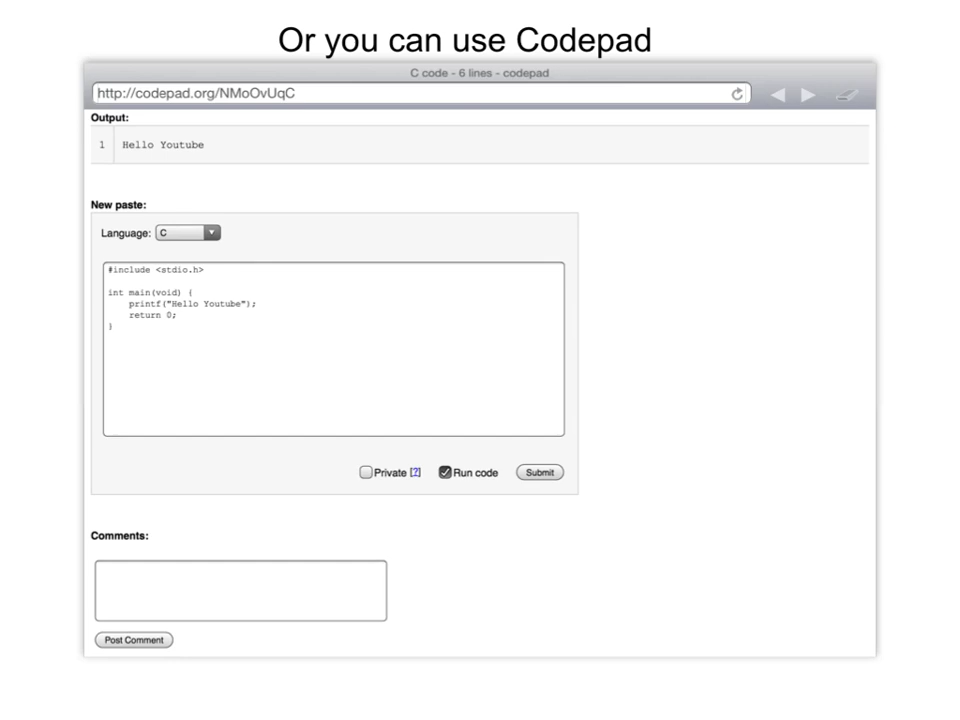 Or you can use Codepad
C code - 6 lines - codepad
http://codepad.org/NMoOvUqC
Output:
1 Hello Youtube
New paste:
Language: C
#include <stdio.h>
int main(void) {
    printf("Hello Youtube");
    return 0;
}
Private [?] Run code Submit
Comments:
Post Comment